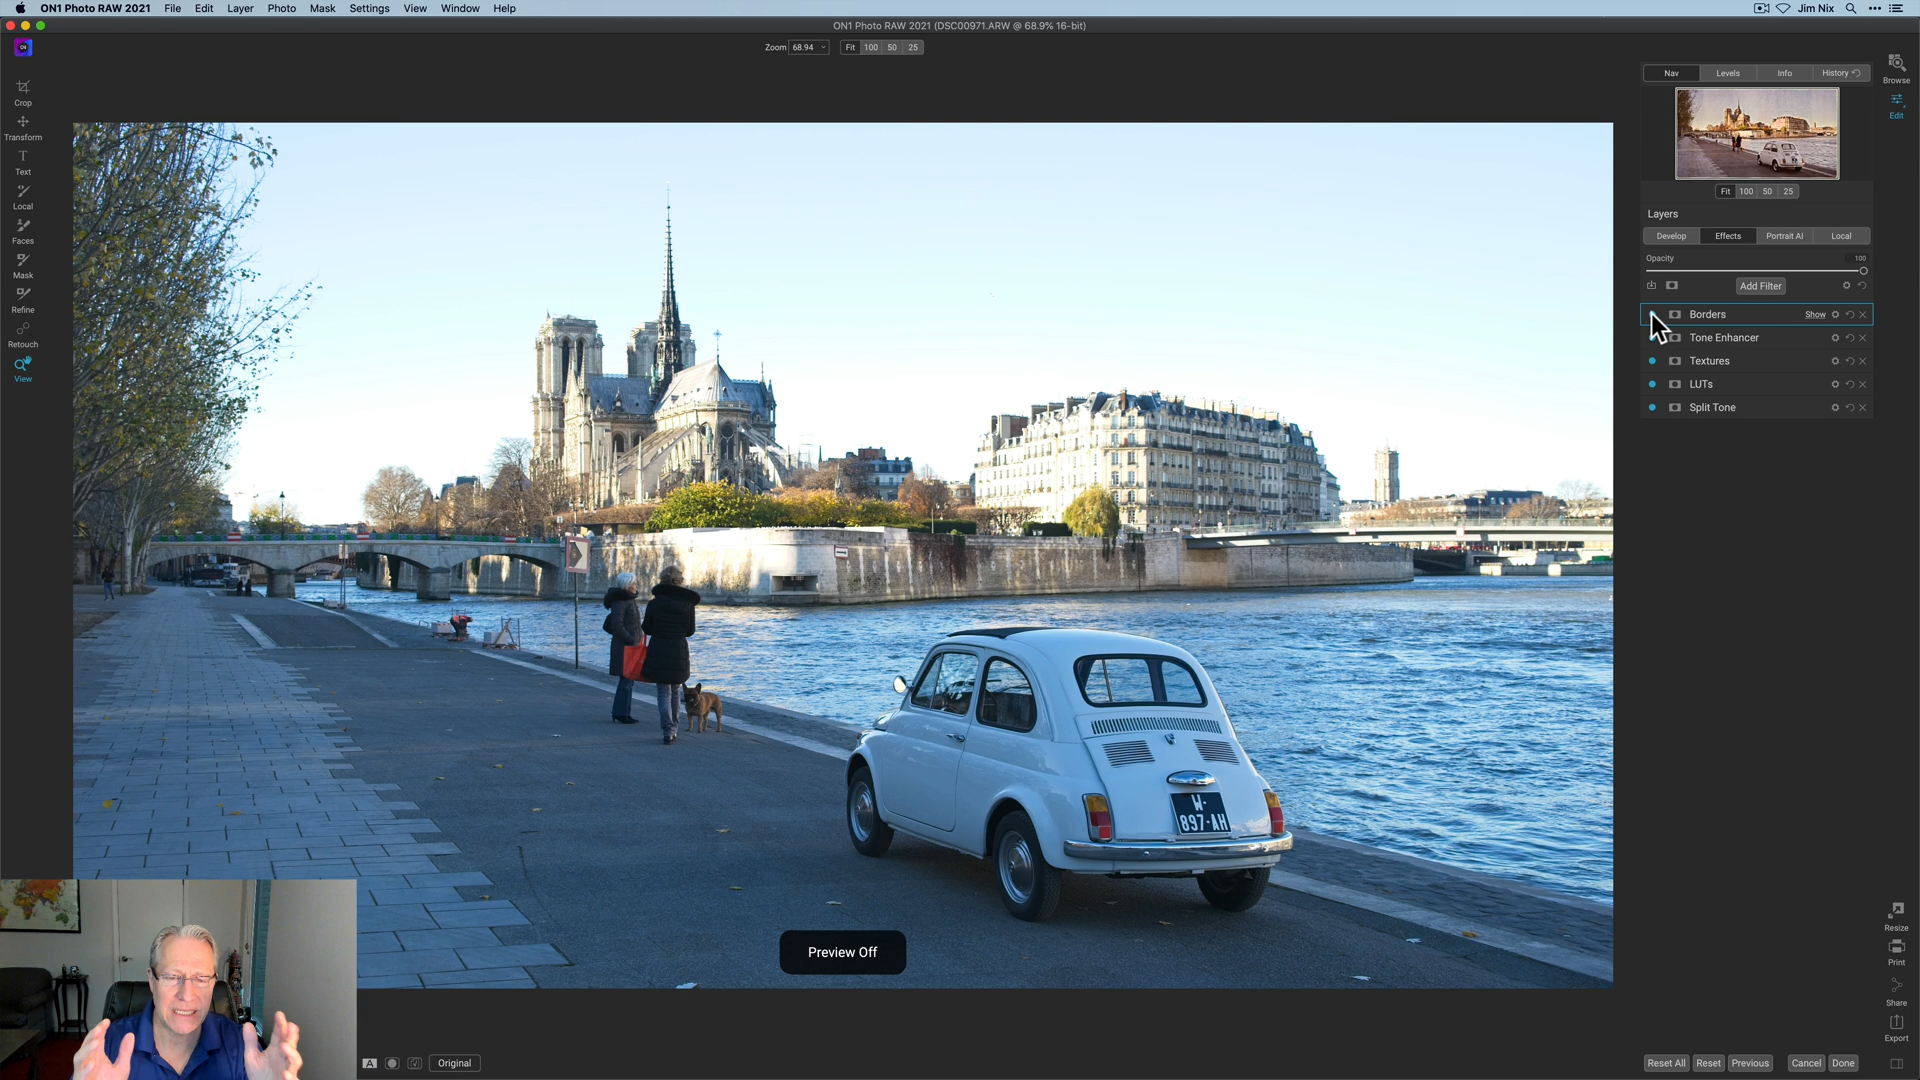 ON1 Photo RAW 2021 File Edit Layer Photo Mask Settings View Window Help Jim Nix
ON1 Photo RAW 2021 (DSC00971.ARW @ 68.9% 16-bit)
Zoom 68.94 Fit 100 50 25
Crop
Transform
Text
Local
Faces
Mask
Refine
Retouch
View
W-
897-AH
Preview Off
Original
Nav Levels Info History
Fit 100 50 25
Layers
Develop Effects Portrait AI Local
Opacity 100
Add Filter
Borders Show
Tone Enhancer
Textures
LUTs
Split Tone
Browse
Edit
Resize
Print
Share
Export
Reset All Reset Previous Cancel Done